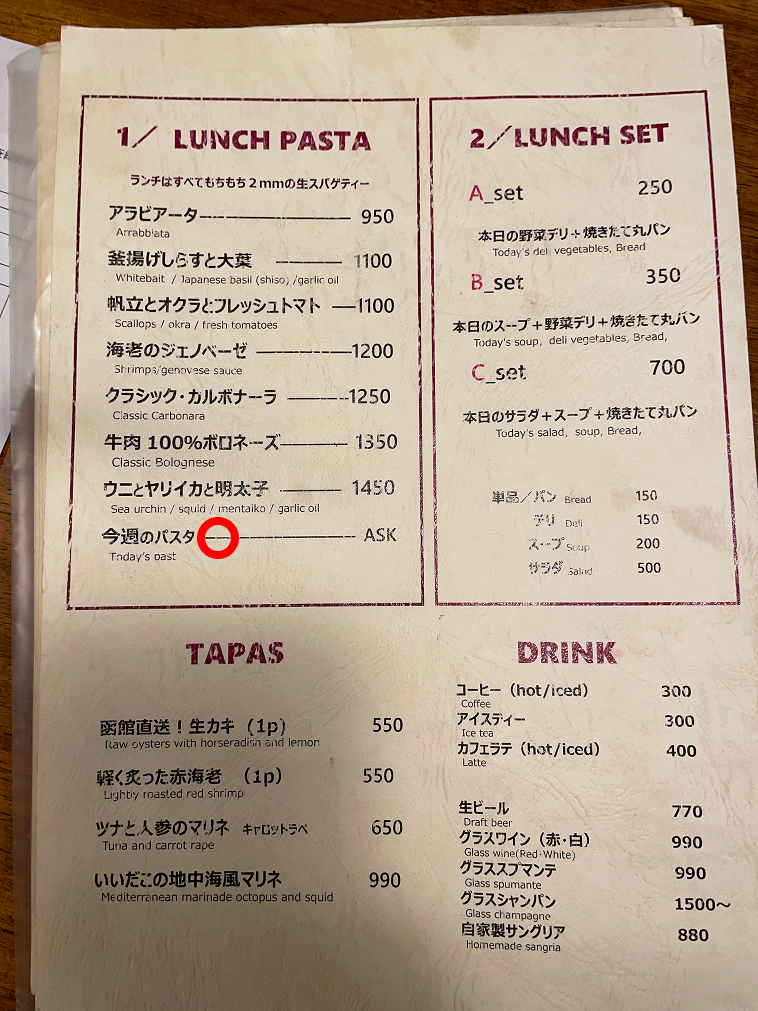 1/ LUNCH PASTA
ランチはすべてもちもち2mmの生スパゲティー
アラビアータ 950
Arrabbiata
釜揚げしらすと大葉 1100
Whitebait / Japanese basil (shiso) /garlic oil
帆立とオクラとフレッシュトマト 1100
Scallops / okra / fresh tomatoes
海老のジェノベーゼ 1200
Shrimps/genovese sauce
クラシック・カルボナーラ 1250
Classic Carbonara
牛肉 100%ボロネーズ 1350
Classic Bolognese
ウニとヤリイカと明太子 1450
Sea urchin / squid / mentaiko / garlic oil
今週のパスタ ASK
Today's past
2/LUNCH SET
A_set 250
本日の野菜デリ+焼きたて丸パン
Today's deli vegetables, Bread
B_set 350
本日のスープ+野菜デリ+焼きたて丸パン
Today's soup, deli vegetables, Bread,
C_set 700
本日のサラダ+スープ+焼きたて丸パン
Today's salad, soup, Bread,
単品/パン Bread 150
デリ Deli 150
スープ Soup 200
サラダ Salad 500
TAPAS
函館直送!生カキ (1p) 550
Raw oysters with horseradish and lemon
軽く炙った赤海老 (1p) 550
Lightly roasted red shrimp
ツナと人参のマリネ キャロットラペ 650
Tuna and carrot rape
いいだこの地中海風マリネ 990
Mediterranean marinade octopus and squid
DRINK
コーヒー(hot/iced) 300
Coffee
アイスティー 300
Ice tea
カフェラテ(hot/iced) 400
Latte
生ビール 770
Draft beer
グラスワイン(赤・白) 990
Glass wine(Red・White)
グラススプマンテ 990
Glass spumante
グラスシャンパン 1500～
Glass champagne
自家製サングリア 880
Homemade sangria